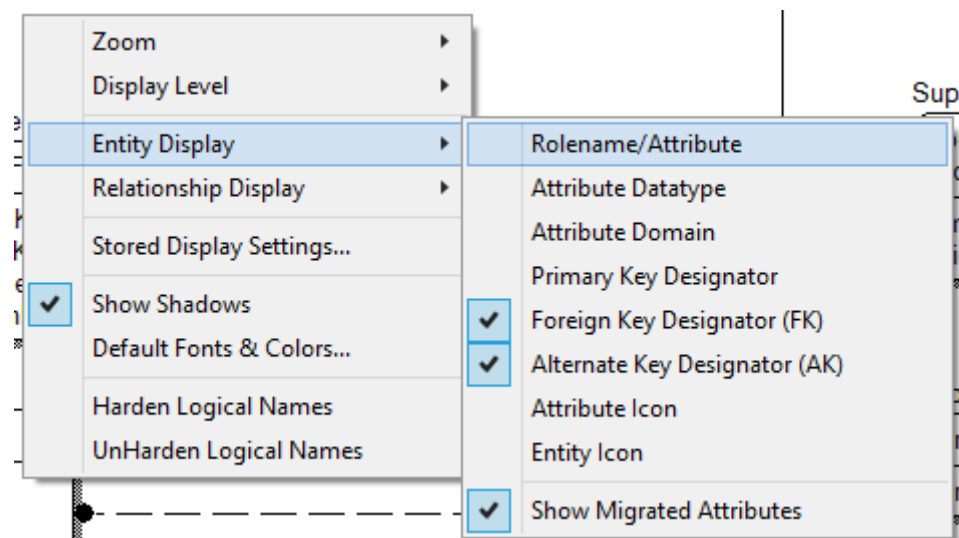 Zoom
Display Level
Sup
Entity Display
Rolename/Attribute
Relationship Display
Attribute Datatype
Attribute Domain
Stored Display Settings...
Primary Key Designator
Show Shadows
Foreign Key Designator (FK)
Default Fonts & Colors...
Alternate Key Designator (AK)
Harden Logical Names
Attribute Icon
UnHarden Logical Names
Entity Icon
Show Migrated Attributes